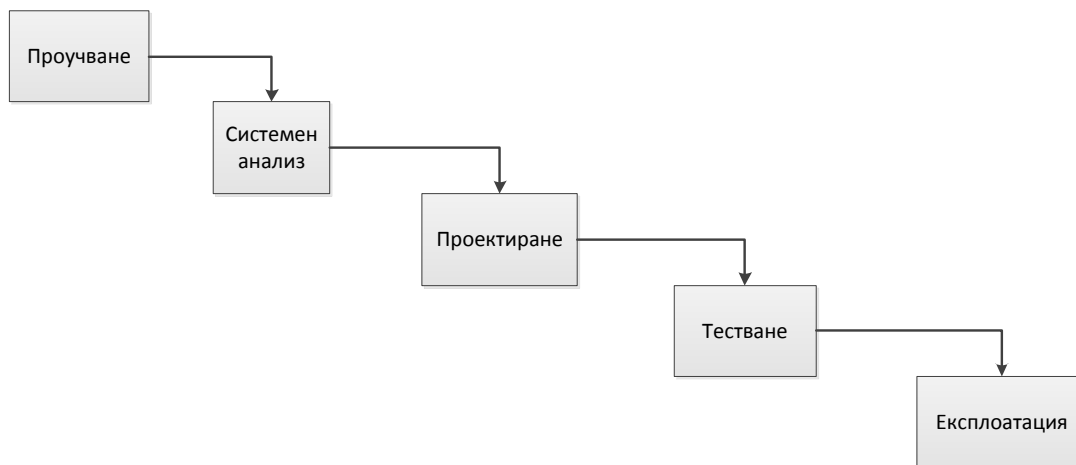 Проучване
Системен
анализ
Проектиране
Тестване
Експлоатация